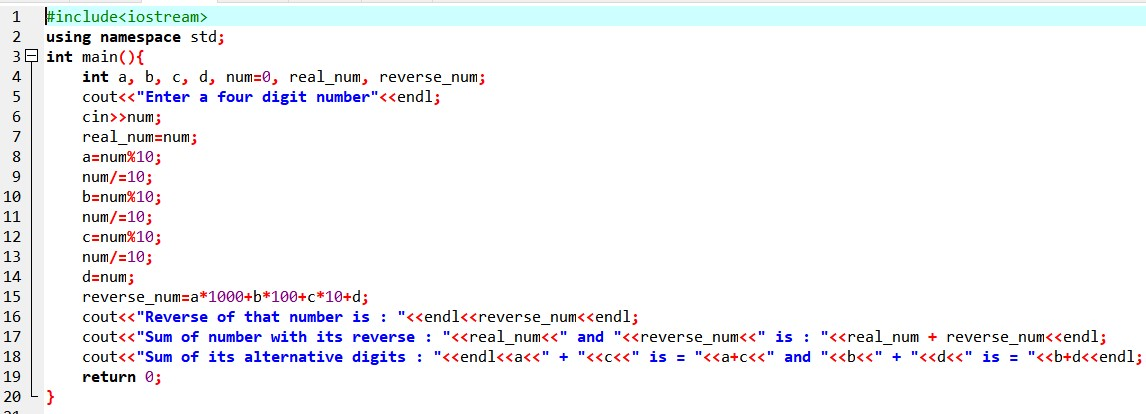 1 #include<iostream>
2 using namespace std;
3 int main(){
4 int a, b, c, d, num=0, real_num, reverse_num;
5 cout<<"Enter a four digit number"<<endl;
6 cin>>num;
7 real_num=num;
8 a=num%10;
9 num/=10;
10 b=num%10;
11 num/=10;
12 c=num%10;
13 num/=10;
14 d=num;
15 reverse_num=a*1000+b*100+c*10+d;
16 cout<<"Reverse of that number is : "<<endl<<reverse_num<<endl;
17 cout<<"Sum of number with its reverse : "<<real_num<<" and "<<reverse_num<<" is : "<<real_num + reverse_num<<endl;
18 cout<<"Sum of its alternative digits : "<<endl<<a<<" + "<<c<<" is = "<<a+c<<" and "<<b<<" + "<<d<<" is = "<<b+d<<endl;
19 return 0;
20 }